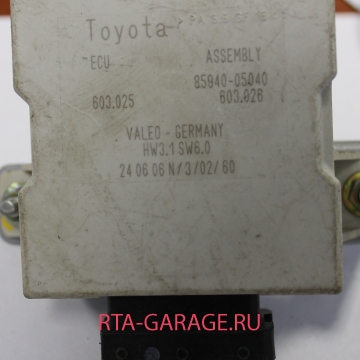 Toyota
ECU ASSEMBLY
85940-05040
603.025 603.026
VALEO - GERMANY
HW3.1 SW6.0
24 06 06 N/3/02/60
RTA-GARAGE.RU